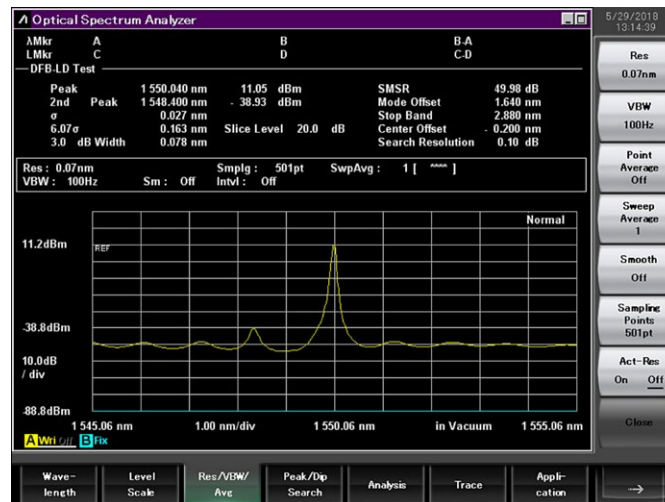 Optical Spectrum Analyzer
5/29/2018
13:14:39
λMkr A B B-A
LMkr C D C-D
DFB-LD Test
Peak 1 550.040 nm 11.05 dBm SMSR 49.98 dB
2nd Peak 1 548.400 nm - 38.93 dBm Mode Offset 1.640 nm
σ 0.027 nm Stop Band 2.880 nm
6.07σ 0.163 nm Slice Level 20.0 dB Center Offset - 0.200 nm
3.0 dB Width 0.078 nm Search Resolution 0.10 dB
Res : 0.07nm Smplg : 501pt SwpAvg : 1 [ **** ]
VBW : 100Hz Sm : Off Intvl : Off
Normal
11.2dBm
REF
-38.8dBm
10.0dB
/ div
-88.8dBm
1 545.06 nm 1.00 nm/div 1 550.06 nm in Vacuum 1 555.06 nm
A Wri Off B Fix
Res
0.07nm
VBW
100Hz
Point
Average
Off
Sweep
Average
1
Smooth
Off
Sampling
Points
501pt
Act-Res
On Off
Close
Wave-
length
Level
Scale
Res/VBW/
Avg
Peak/Dip
Search
Analysis
Trace
Appli-
cation
-->